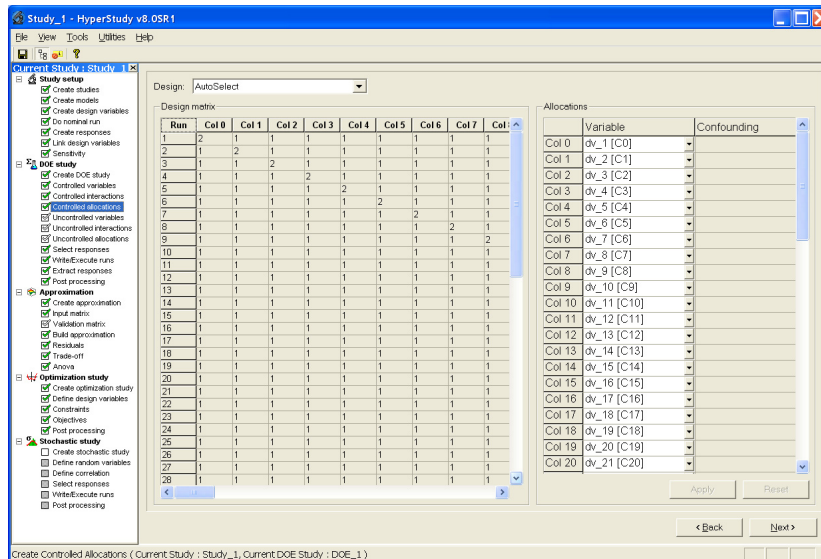 Study_1 - HyperStudy v8.0SR1
File View Tools Utilities Help
Current Study : Study_1
Study setup
Create studies
Create models
Create design variables
Do nominal run
Create responses
Link design variables
Sensitivity
DOE study
Create DOE study
Controlled variables
Controlled interactions
Controlled allocations
Uncontrolled variables
Uncontrolled interactions
Uncontrolled allocations
Select responses
Write/Execute runs
Extract responses
Post processing
Approximation
Create approximation
Input matrix
Validation matrix
Build approximation
Residuals
Trade-off
Anova
Optimization study
Create optimization study
Define design variables
Constraints
Objectives
Post processing
Stochastic study
Create stochastic study
Define random variables
Define correlation
Select responses
Write/Execute runs
Post processing
Design: AutoSelect
Design matrix
Run Col 0 Col 1 Col 2 Col 3 Col 4 Col 5 Col 6 Col 7 Col
1 2 1 1 1 1 1 1 1 1
2 1 2 1 1 1 1 1 1 1
3 1 1 2 1 1 1 1 1 1
4 1 1 1 2 1 1 1 1 1
5 1 1 1 1 2 1 1 1 1
6 1 1 1 1 1 2 1 1 1
7 1 1 1 1 1 1 2 1 1
8 1 1 1 1 1 1 1 2 1
9 1 1 1 1 1 1 1 1 2
10 1 1 1 1 1 1 1 1 1
11 1 1 1 1 1 1 1 1 1
12 1 1 1 1 1 1 1 1 1
13 1 1 1 1 1 1 1 1 1
14 1 1 1 1 1 1 1 1 1
15 1 1 1 1 1 1 1 1 1
16 1 1 1 1 1 1 1 1 1
17 1 1 1 1 1 1 1 1 1
18 1 1 1 1 1 1 1 1 1
19 1 1 1 1 1 1 1 1 1
20 1 1 1 1 1 1 1 1 1
21 1 1 1 1 1 1 1 1 1
22 1 1 1 1 1 1 1 1 1
23 1 1 1 1 1 1 1 1 1
24 1 1 1 1 1 1 1 1 1
25 1 1 1 1 1 1 1 1 1
26 1 1 1 1 1 1 1 1 1
27 1 1 1 1 1 1 1 1 1
28 1 1 1 1 1 1 1 1 1
Allocations
Variable Confounding
Col 0 dv_1 [C0]
Col 1 dv_2 [C1]
Col 2 dv_3 [C2]
Col 3 dv_4 [C3]
Col 4 dv_5 [C4]
Col 5 dv_6 [C5]
Col 6 dv_7 [C6]
Col 7 dv_8 [C7]
Col 8 dv_9 [C8]
Col 9 dv_10 [C9]
Col 10 dv_11 [C10]
Col 11 dv_12 [C11]
Col 12 dv_13 [C12]
Col 13 dv_14 [C13]
Col 14 dv_15 [C14]
Col 15 dv_16 [C15]
Col 16 dv_17 [C16]
Col 17 dv_18 [C17]
Col 18 dv_19 [C18]
Col 19 dv_20 [C19]
Col 20 dv_21 [C20]
Apply Reset
< Back Next >
Create Controlled Allocations ( Current Study : Study_1, Current DOE Study : DOE_1 )